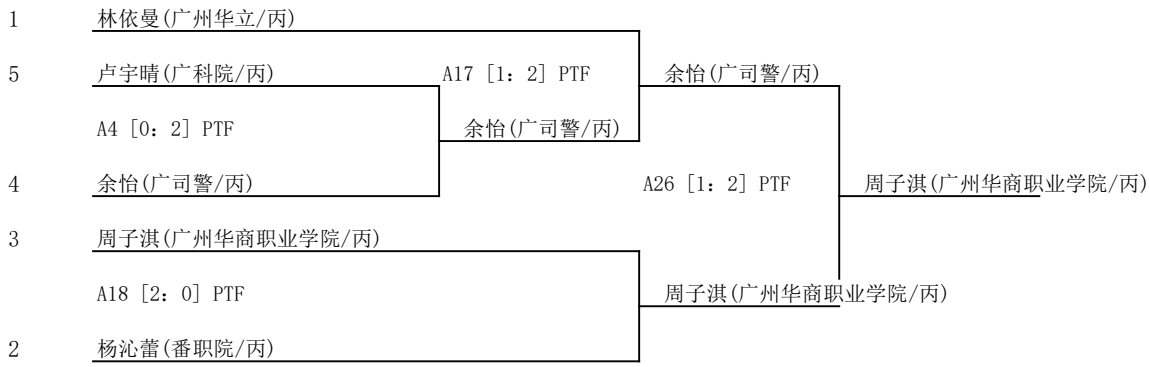 1 林依曼(广州华立/丙)
5 卢宇晴(广科院/丙) A17 [1: 2] PTF 余怡(广司警/丙)
A4 [0: 2] PTF 余怡(广司警/丙)
4 余怡(广司警/丙) A26 [1: 2] PTF 周子淇(广州华商职业学院/丙)
3 周子淇(广州华商职业学院/丙)
A18 [2: 0] PTF 周子淇(广州华商职业学院/丙)
2 杨沁蕾(番职院/丙)